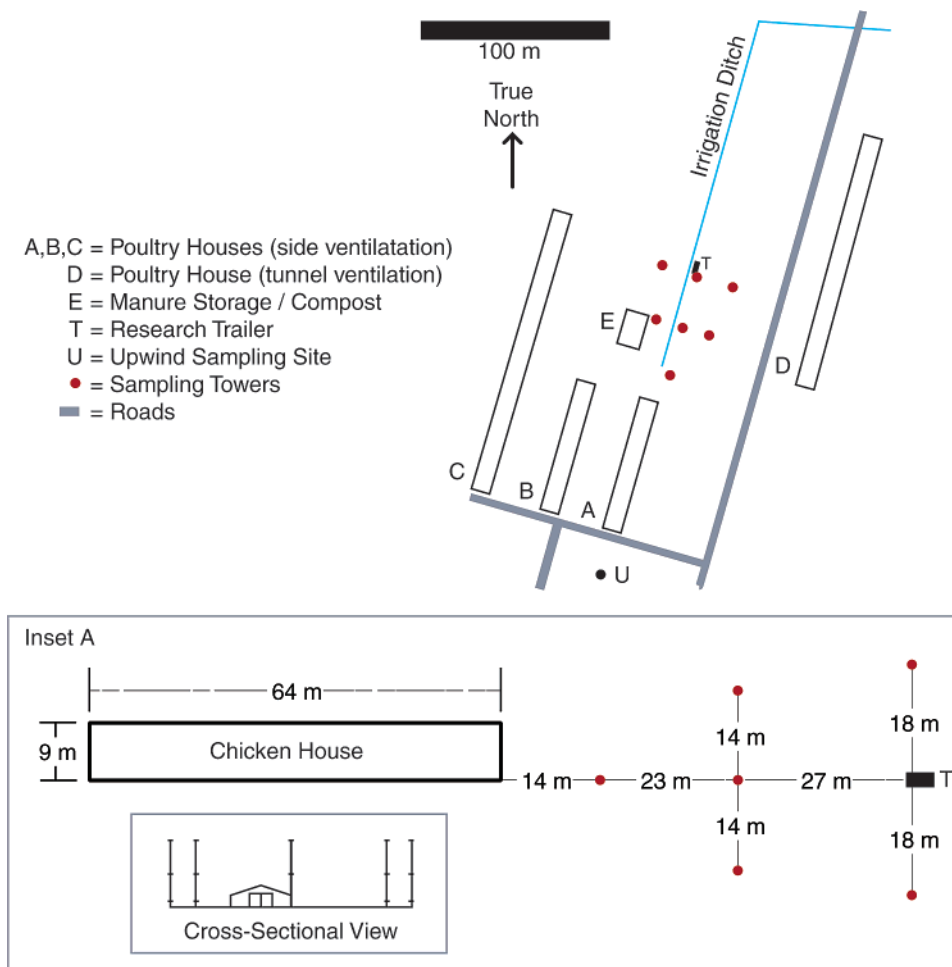 100 m
True
North
Irrigation Ditch
A,B,C = Poultry Houses (side ventilatation)
D = Poultry House (tunnel ventilation)
E = Manure Storage / Compost
T = Research Trailer
U = Upwind Sampling Site
= Sampling Towers
= Roads
T
E
D
C
B
A
U
Inset A
64 m
9 m
Chicken House
14 m
23 m
14 m
14 m
27 m
18 m
18 m
T
Cross-Sectional View